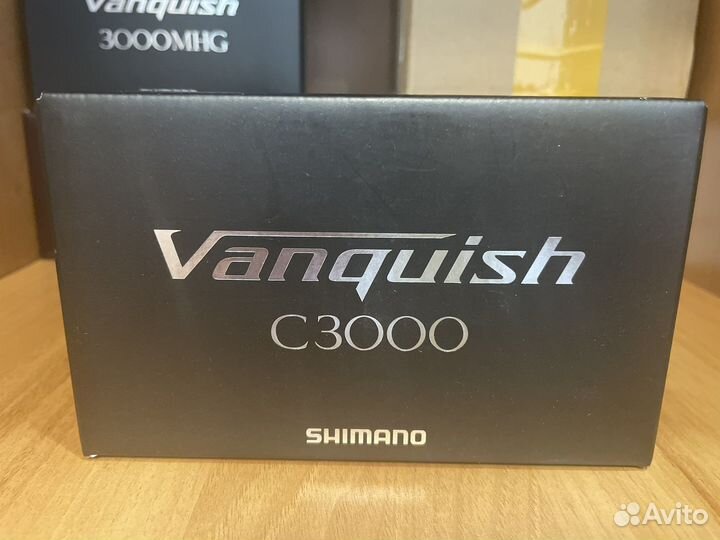 Vanquish
3000MHG
Vanquish
C3000
SHIMANO
Avito